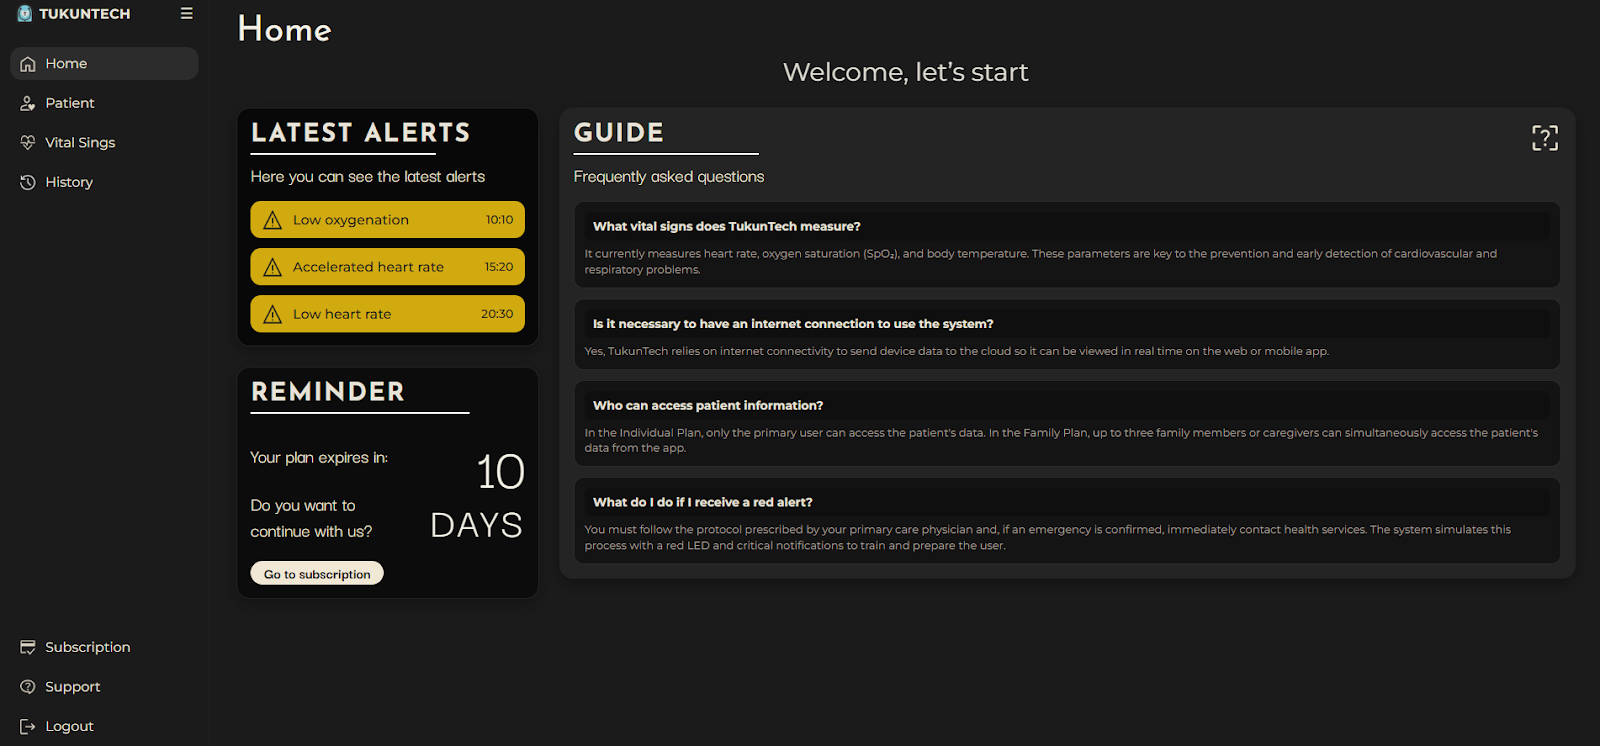 TUKUNTECH
Home
Patient
Vital Sings
History
Subscription
Support
Logout
Home
Welcome, let's start
LATEST ALERTS
Here you can see the latest alerts
Low oxygenation 10:10
Accelerated heart rate 15:20
Low heart rate 20:30
REMINDER
Your plan expires in:
10
DAYS
Do you want to
continue with us?
Go to subscription
GUIDE
Frequently asked questions
What vital signs does TukunTech measure?
It currently measures heart rate, oxygen saturation (SpO₂), and body temperature. These parameters are key to the prevention and early detection of cardiovascular and
respiratory problems.
Is it necessary to have an internet connection to use the system?
Yes, TukunTech relies on internet connectivity to send device data to the cloud so it can be viewed in real time on the web or mobile app.
Who can access patient information?
In the Individual Plan, only the primary user can access the patient's data. In the Family Plan, up to three family members or caregivers can simultaneously access the patient's
data from the app.
What do I do if I receive a red alert?
You must follow the protocol prescribed by your primary care physician and, if an emergency is confirmed, immediately contact health services. The system simulates this
process with a red LED and critical notifications to train and prepare the user.